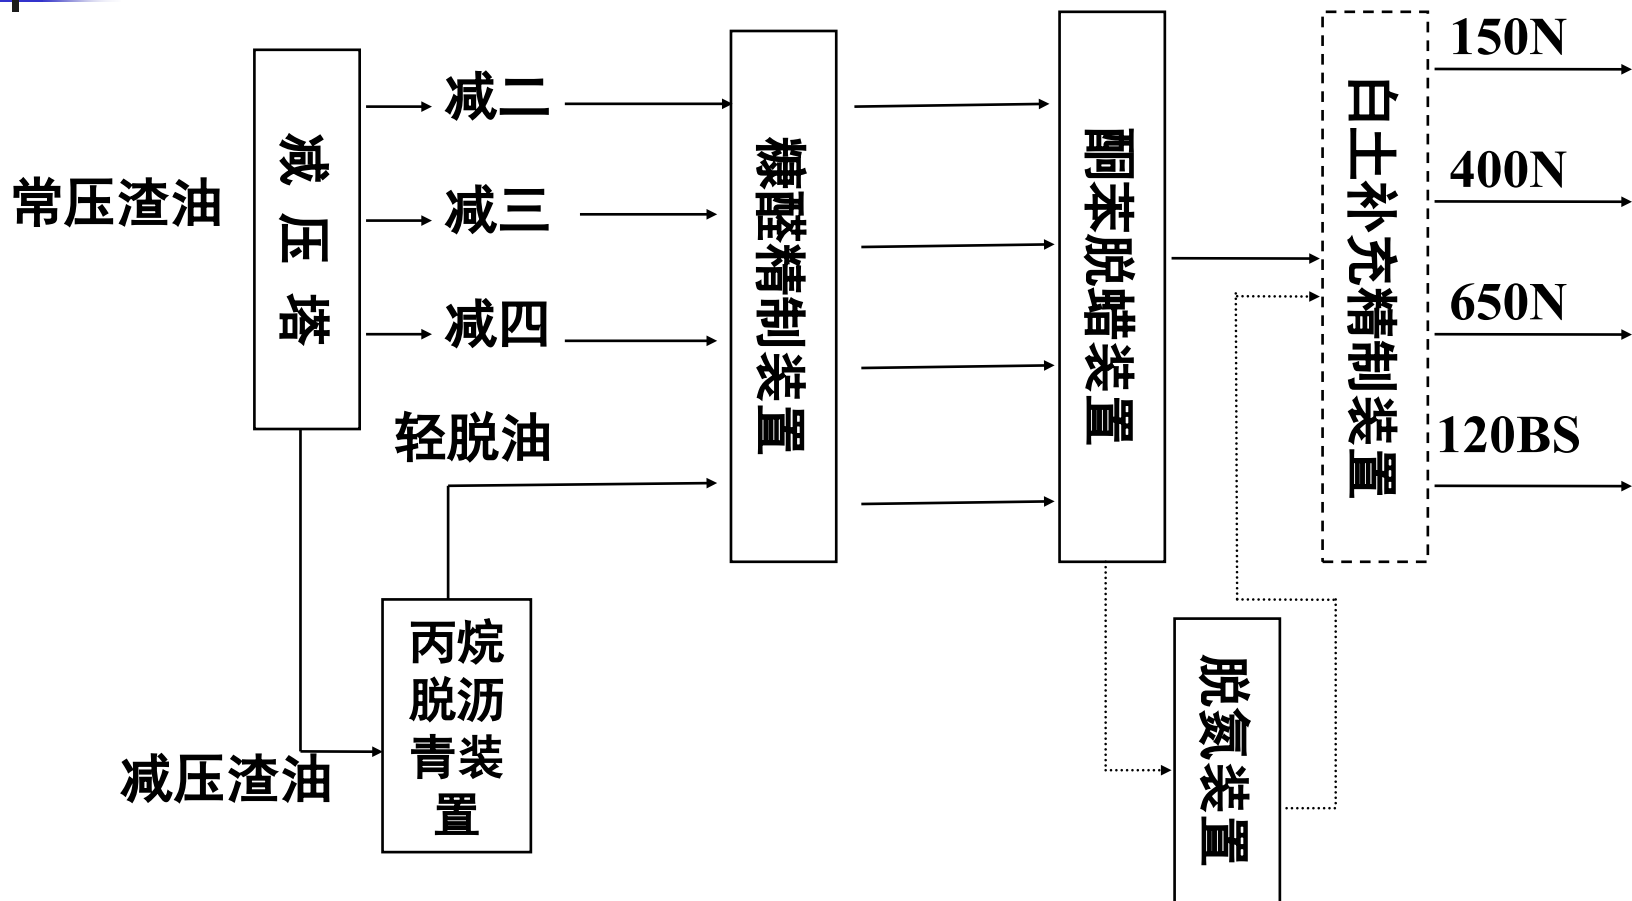 常压渣油
减压塔
减二
减三
减四
轻脱油
减压渣油
丙烷
脱沥
青装
置
糠醛精制装置
酮苯脱蜡装置
脱氮装置
白土补充精制装置
150N
400N
650N
120BS